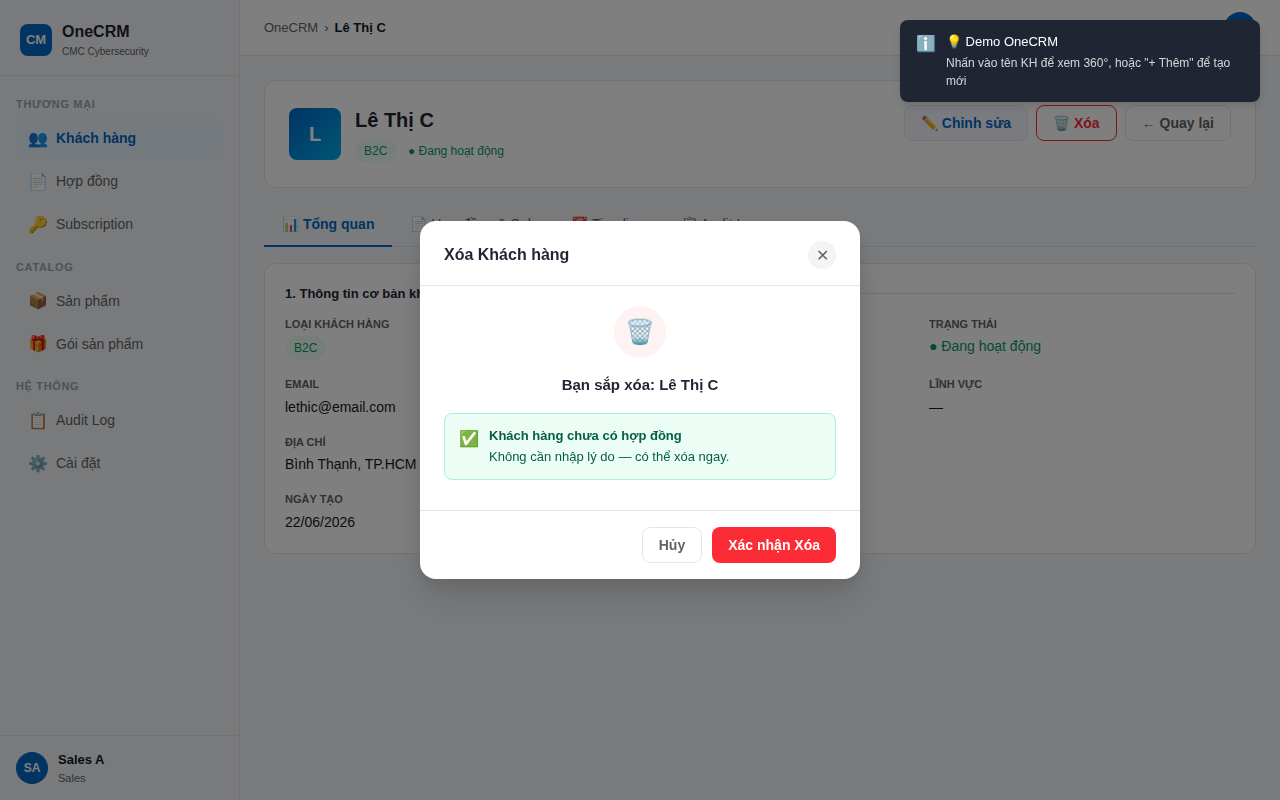 CM
OneCRM
CMC Cybersecurity
THƯƠNG MẠI
Khách hàng
Hợp đồng
Subscription
CATALOG
Sản phẩm
Gói sản phẩm
HỆ THỐNG
Audit Log
Cài đặt
SA
Sales A
Sales
OneCRM › Lê Thị C
Demo OneCRM
Nhấn vào tên KH để xem 360°, hoặc "+ Thêm" để tạo
mới
L
Lê Thị C
B2C
● Đang hoạt động
Chỉnh sửa
Xóa
← Quay lại
Tổng quan
1. Thông tin cơ bản
LOẠI KHÁCH HÀNG
B2C
TRẠNG THÁI
● Đang hoạt động
EMAIL
lethic@email.com
LĨNH VỰC
—
ĐỊA CHỈ
Bình Thạnh, TP.HCM
NGÀY TẠO
22/06/2026
Xóa Khách hàng
✕
Bạn sắp xóa: Lê Thị C
Khách hàng chưa có hợp đồng
Không cần nhập lý do — có thể xóa ngay.
Hủy
Xác nhận Xóa